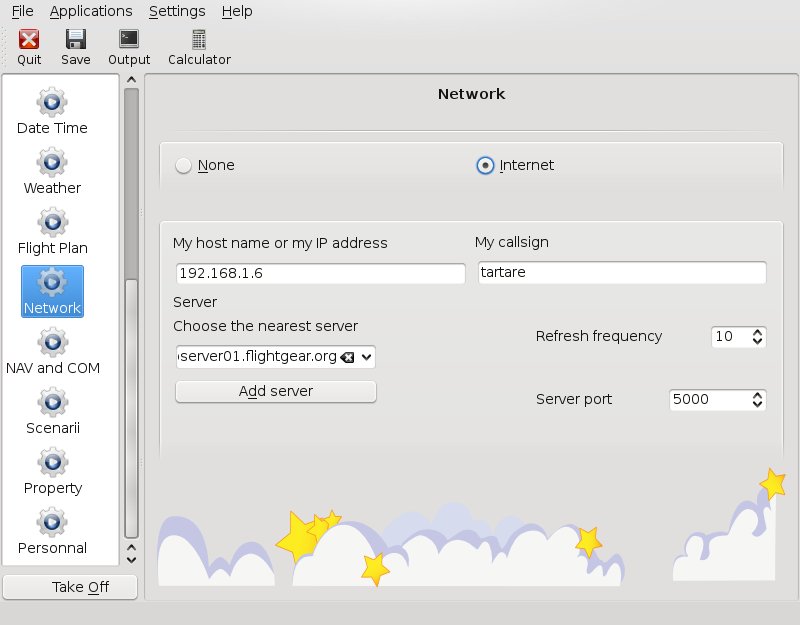 File Applications Settings Help
Quit Save Output Calculator
Date Time
Weather
Flight Plan
Network
NAV and COM
Scenarii
Property
Personnal
Take Off
Network
None Internet
My host name or my IP address My callsign
192.168.1.6 tartare
Server
Choose the nearest server Refresh frequency 10
server01.flightgear.org
Add server Server port 5000